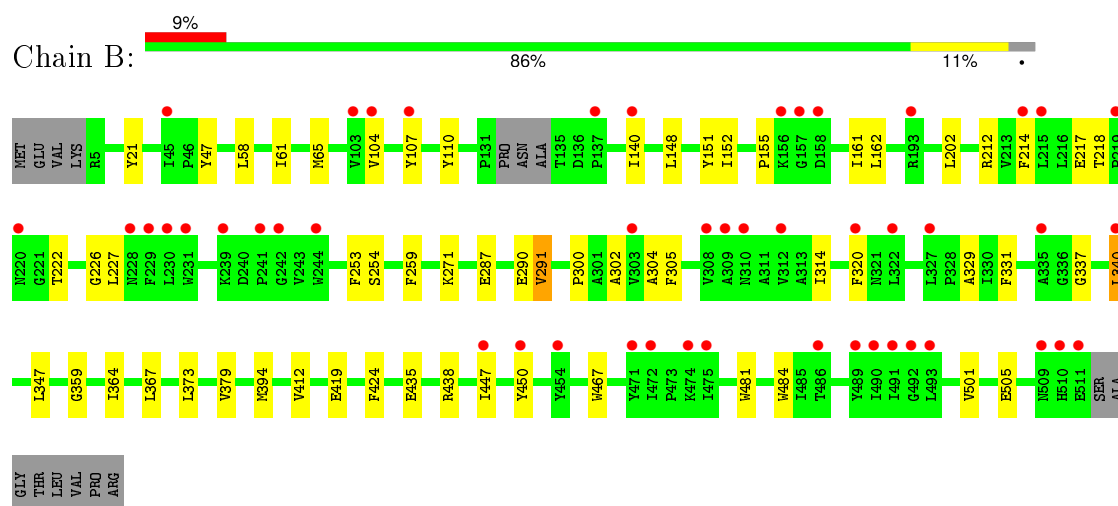 9%
Chain B:
86% 11% •
MET GLU VAL LYS R5 Y21 I45 P46 Y47 L58 I61 M65 V103 V104 Y107 Y110 P131 PRO ASN ALA T135 D136 P137 I140 L148 Y151 I152 P155 K156 G157 D158 I161 L162 R193 L202 R212 V213 F214 L215 L216 E217 T218
N220 G221 T222 G226 L227 N228 F229 L230 W231 K239 D240 P241 G242 V243 W244 F253 S254 F259 K271 E287 E290 V291 P300 A301 A302 V303 A304 F305 V308 A309 N310 A311 V312 A313 I314 F320 N321 L322 L327 P328 A329 I330 F331 A335 G336 G337 L340
L347 G359 I364 L367 L373 V379 M394 V412 E419 F424 E435 R438 I447 Y450 Y454 W467 Y471 I472 P473 K474 I475 W481 W484 I485 T486 Y489 I490 I491 G492 L493 V501 E505 N509 H510 E511 SER ALA
GLY THR LEU VAL PRO ARG